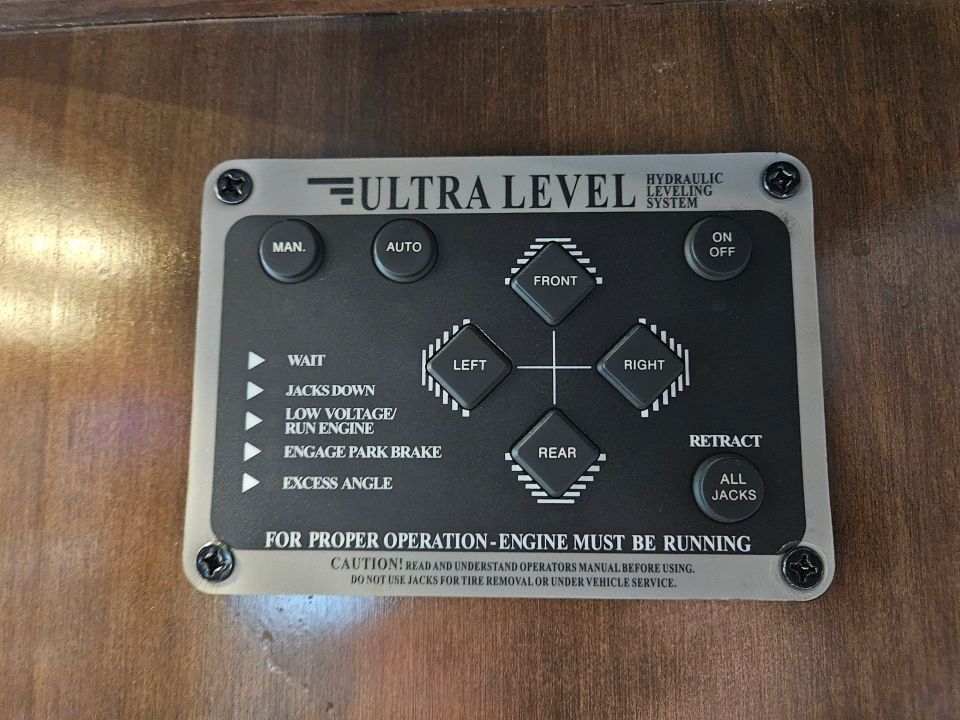 ULTRA LEVEL
HYDRAULIC
LEVELING
SYSTEM
MAN.
AUTO
FRONT
ON
OFF
LEFT
RIGHT
REAR
WAIT
JACKS DOWN
LOW VOLTAGE/
RUN ENGINE
ENGAGE PARK BRAKE
EXCESS ANGLE
RETRACT
ALL
JACKS
FOR PROPER OPERATION - ENGINE MUST BE RUNNING
CAUTION! READ AND UNDERSTAND OPERATORS MANUAL BEFORE USING.
DO NOT USE JACKS FOR TIRE REMOVAL OR UNDER VEHICLE SERVICE.